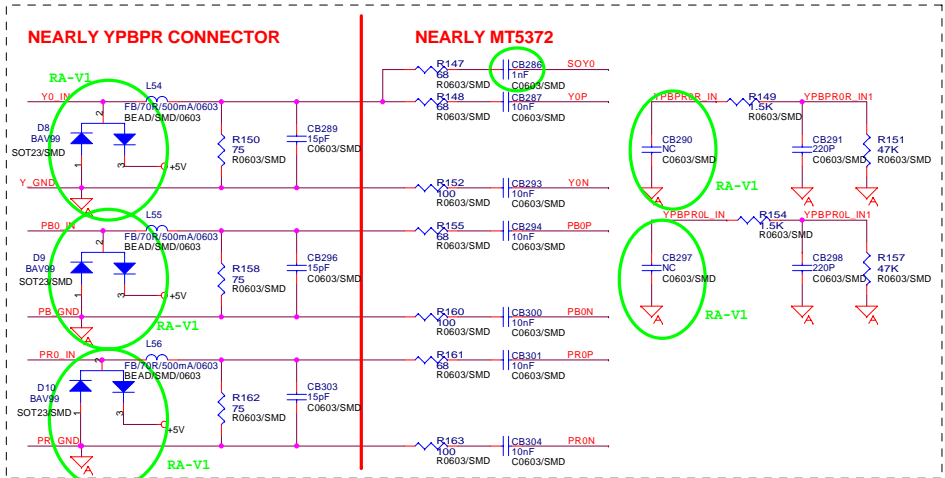 NEARLY YPBPR CONNECTOR
NEARLY MT5372
RA-V1
L54
Y0_IN
FB/70R/500mA/0603
BEAD/SMD/0603
D8
BAV99
SOT23/SMD
2
1
3
+5V
Y_GND
A
R150
75
R0603/SMD
CB289
15pF
C0603/SMD
R147
68
R0603/SMD
CB286
1nF
C0603/SMD
SOY0
R148
68
R0603/SMD
CB287
10nF
C0603/SMD
Y0P
R152
100
R0603/SMD
CB293
10nF
C0603/SMD
Y0N
YPBPR0R_IN
R149
1.5K
R0603/SMD
YPBPR0R_IN1
CB290
NC
C0603/SMD
RA-V1
CB291
220P
C0603/SMD
R151
47K
R0603/SMD
A
A
A
L55
PB0_IN
FB/70R/500mA/0603
BEAD/SMD/0603
D9
BAV99
SOT23/SMD
2
1
3
+5V
PB_GND
A
RA-V1
R158
75
R0603/SMD
CB296
15pF
C0603/SMD
R155
68
R0603/SMD
CB294
10nF
C0603/SMD
PB0P
R160
100
R0603/SMD
CB300
10nF
C0603/SMD
PB0N
YPBPR0L_IN
R154
1.5K
R0603/SMD
YPBPR0L_IN1
CB297
NC
C0603/SMD
RA-V1
CB298
220P
C0603/SMD
R157
47K
R0603/SMD
A
A
A
L56
PR0_IN
FB/70R/500mA/0603
BEAD/SMD/0603
D10
BAV99
SOT23/SMD
2
1
3
+5V
PR_GND
A
RA-V1
R162
75
R0603/SMD
CB303
15pF
C0603/SMD
R161
68
R0603/SMD
CB301
10nF
C0603/SMD
PR0P
R163
100
R0603/SMD
CB304
10nF
C0603/SMD
PR0N